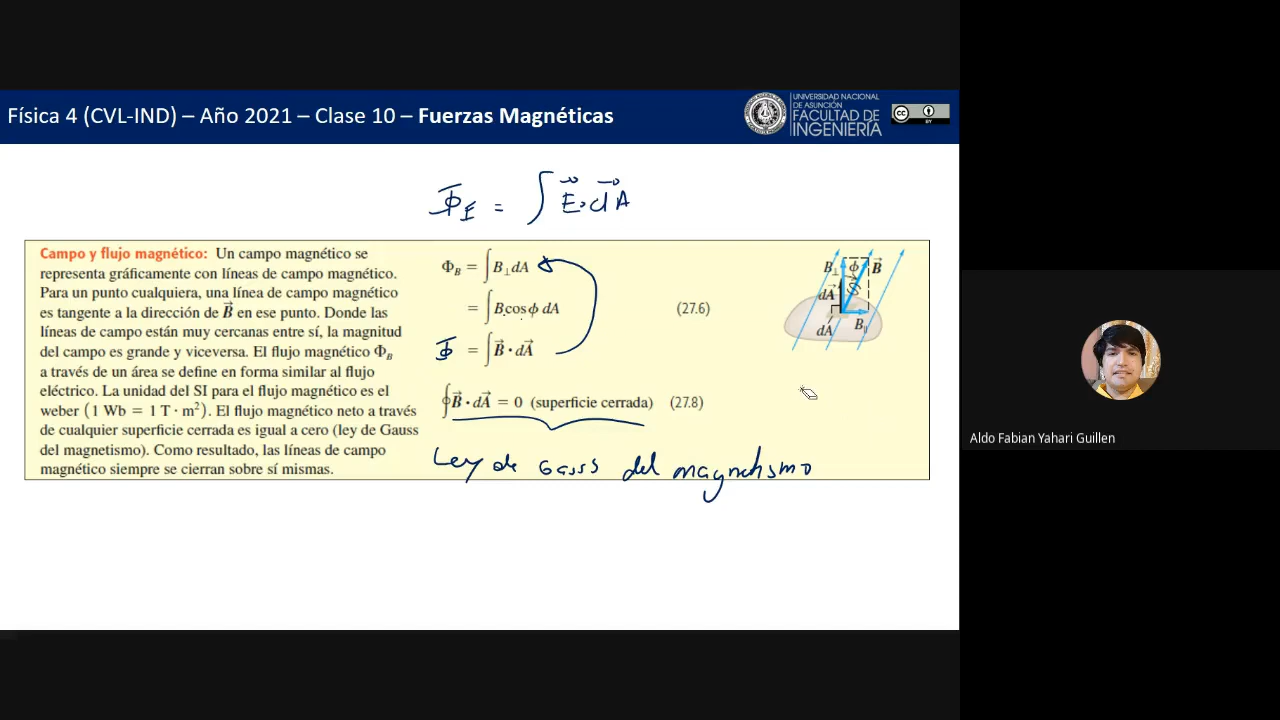 Física 4 (CVL-IND) – Año 2021 – Clase 10 – Fuerzas Magnéticas
UNIVERSIDAD NACIONAL
DE ASUNCIÓN
FACULTAD DE
INGENIERÍA
cc
BY
Φ_E = ∫ E⃗ · dA⃗
Campo y flujo magnético: Un campo magnético se
representa gráficamente con líneas de campo magnético.
Para un punto cualquiera, una línea de campo magnético
es tangente a la dirección de B⃗ en ese punto. Donde las
líneas de campo están muy cercanas entre sí, la magnitud
del campo es grande y viceversa. El flujo magnético Φ_B
a través de un área se define en forma similar al flujo
eléctrico. La unidad del SI para el flujo magnético es el
weber (1 Wb = 1 T · m²). El flujo magnético neto a través
de cualquier superficie cerrada es igual a cero (ley de Gauss
del magnetismo). Como resultado, las líneas de campo
magnético siempre se cierran sobre sí mismas.
Φ_B = ∫ B⊥ dA
= ∫ B cos ϕ dA (27.6)
Φ = ∫ B⃗ · dA⃗
∮ B⃗ · dA⃗ = 0 (superficie cerrada) (27.8)
Ley de Gauss del magnetismo
B⊥ ϕ B⃗
dA⃗
dA B∥
Aldo Fabian Yahari Guillen